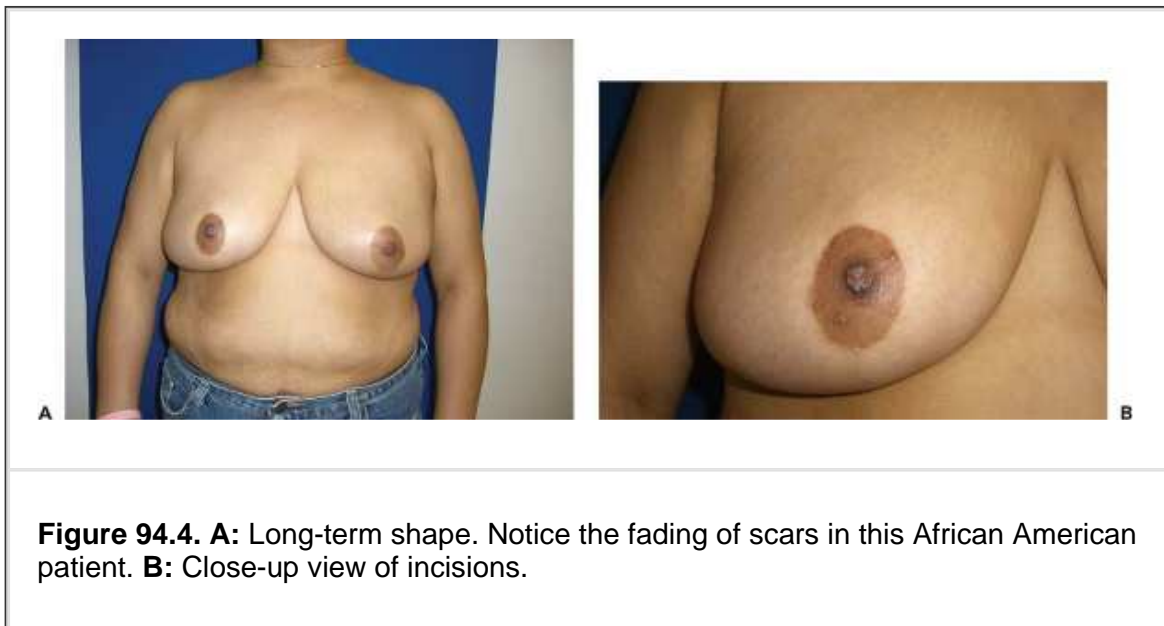 A
B
Figure 94.4. A: Long-term shape. Notice the fading of scars in this African American
patient. B: Close-up view of incisions.